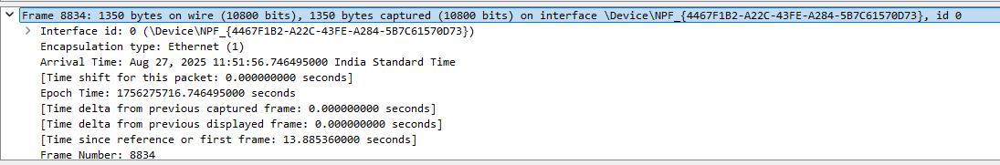 Frame 8834: 1350 bytes on wire (10800 bits), 1350 bytes captured (10800 bits) on interface \Device\NPF_{4467F1B2-A22C-43FE-A284-5B7C61570D73}, id 0
Interface id: 0 (\Device\NPF_{4467F1B2-A22C-43FE-A284-5B7C61570D73})
Encapsulation type: Ethernet (1)
Arrival Time: Aug 27, 2025 11:51:56.746495000 India Standard Time
[Time shift for this packet: 0.000000000 seconds]
Epoch Time: 1756275716.746495000 seconds
[Time delta from previous captured frame: 0.000000000 seconds]
[Time delta from previous displayed frame: 0.000000000 seconds]
[Time since reference or first frame: 13.885360000 seconds]
Frame Number: 8834